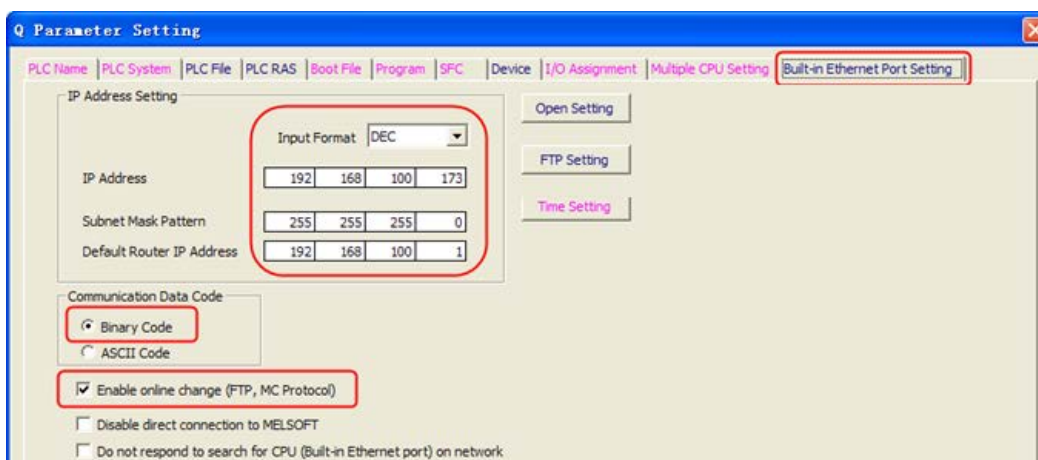 Q Parameter Setting
PLC Name PLC System PLC File PLC RAS Boot File Program SFC Device I/O Assignment Multiple CPU Setting Built-in Ethernet Port Setting
IP Address Setting
Input Format DEC
IP Address 192 168 100 173
Subnet Mask Pattern 255 255 255 0
Default Router IP Address 192 168 100 1
Open Setting
FTP Setting
Time Setting
Communication Data Code
Binary Code
ASCII Code
Enable online change (FTP, MC Protocol)
Disable direct connection to MELSOFT
Do not respond to search for CPU (Built-in Ethernet port) on network